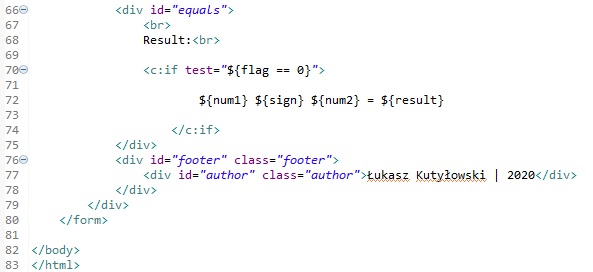 66 <div id="equals">
67 <br>
68 Result:<br>
69
70 <c:if test="${flag == 0}">
71
72 ${num1} ${sign} ${num2} = ${result}
73
74 </c:if>
75 </div>
76 <div id="footer" class="footer">
77 <div id="author" class="author">Łukasz Kutyłowski | 2020</div>
78 </div>
79 </div>
80 </form>
81
82 </body>
83 </html>